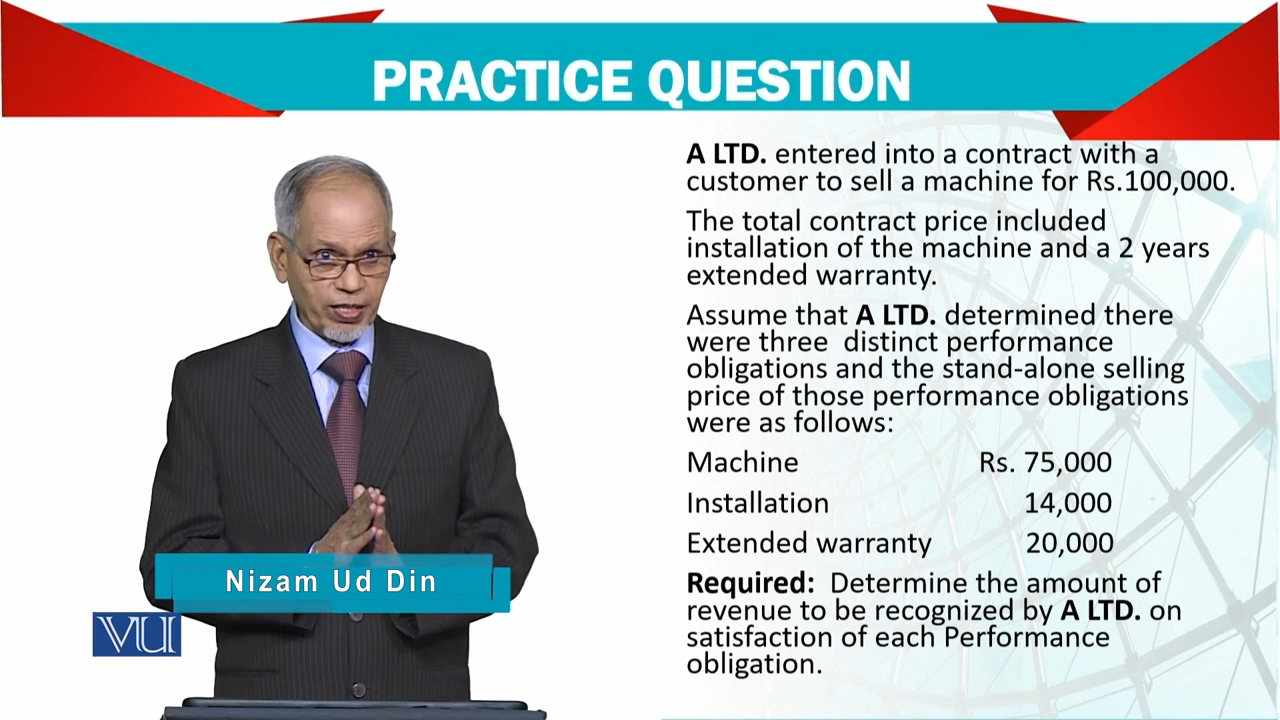 PRACTICE QUESTION
A LTD. entered into a contract with a
customer to sell a machine for Rs.100,000.
The total contract price included
installation of the machine and a 2 years
extended warranty.
Assume that A LTD. determined there
were three distinct performance
obligations and the stand-alone selling
price of those performance obligations
were as follows:
Machine Rs. 75,000
Installation 14,000
Extended warranty 20,000
Required: Determine the amount of
revenue to be recognized by A LTD. on
satisfaction of each Performance
obligation.
Nizam Ud Din
VU